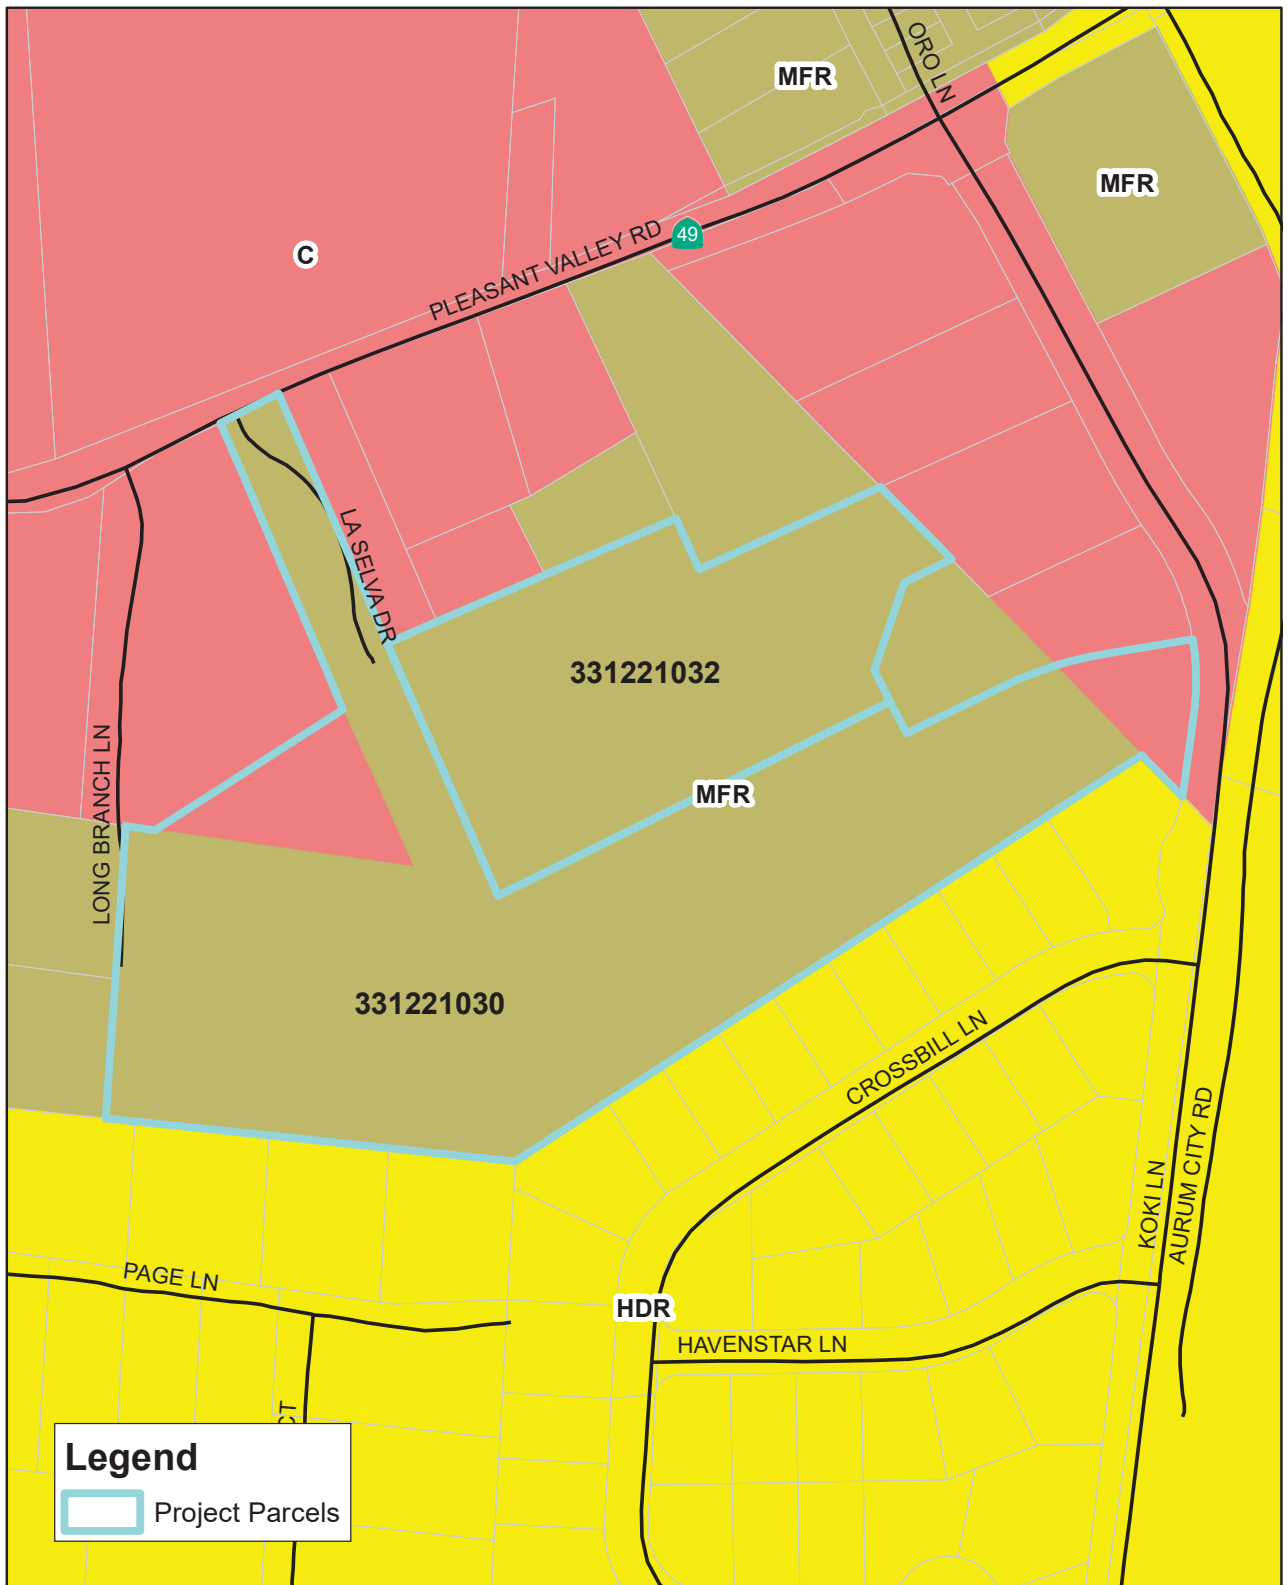 MFR
ORO LN
MFR
C
49
PLEASANT VALLEY RD
LA SELVA DR
331221032
LONG BRANCH LN
MFR
331221030
CROSSBILL LN
KOKI LN
AURUM CITY RD
PAGE LN
HDR
HAVENSTAR LN
CT
Legend
Project Parcels